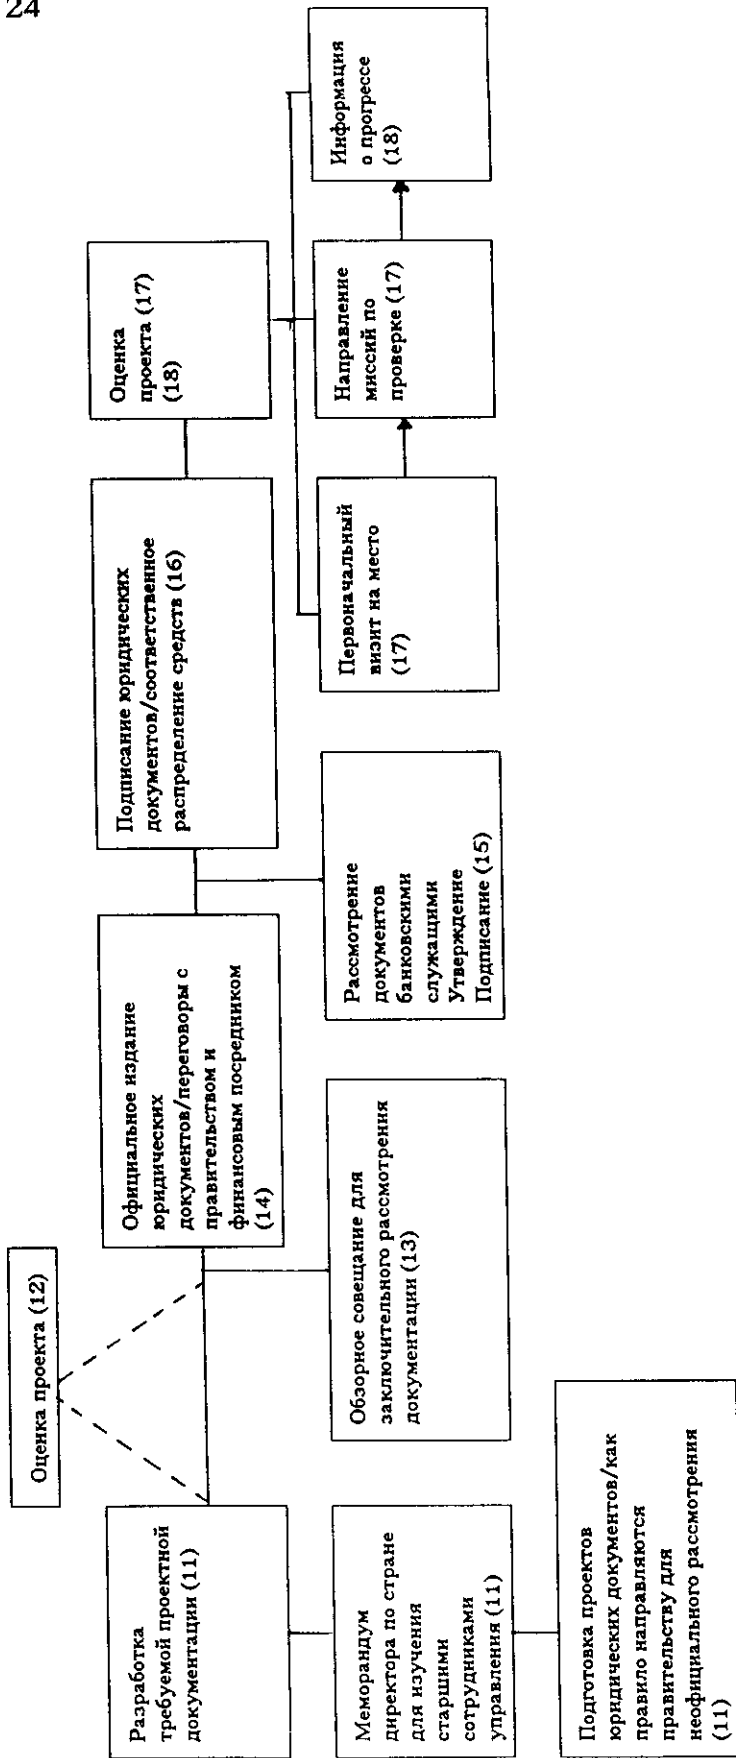 24
Оценка проекта (12)
Разработка
требуемой проектной
документации (11)
Официальное издание
юридических
документов/переговоры с
правительством и
финансовым посредником
(14)
Подписание юридических
документов/соответственное
распределение средств (16)
Оценка
проекта (17)
(18)
Меморандум
директора по стране
для изучения
старшими
сотрудниками
управления (11)
Обзорное совещание для
заключительного рассмотрения
документации (13)
Рассмотрение
документов
банковскими
служащими
Утверждение
Подписание (15)
Первоначальный
визит на место
(17)
Направление
миссий по
проверке (17)
Информация
о прогрессе
(18)
Подготовка проектов
юридических документов/как
правило направляются
правительству для
неофициального рассмотрения
(11)